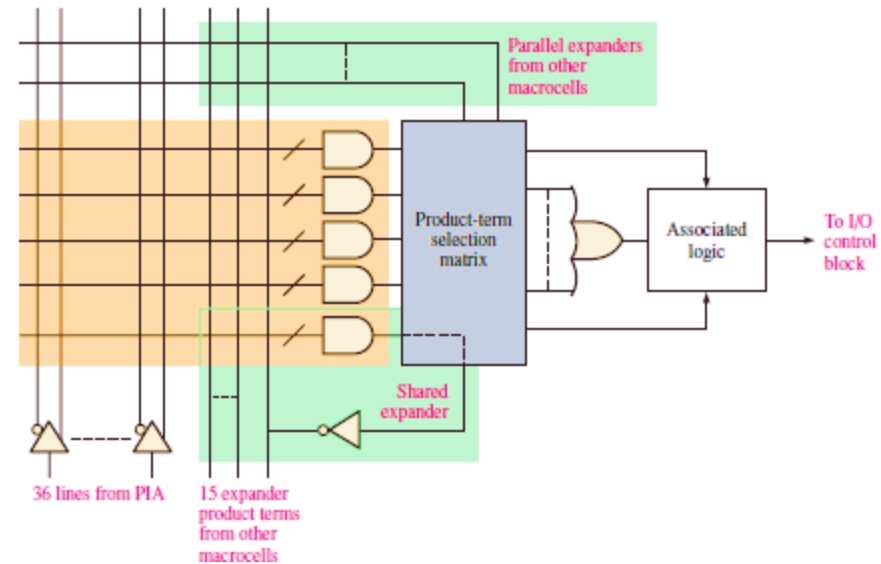 Parallel expanders
from other
macrocells
Product-term
selection
matrix
Associated
logic
To I/O
control
block
Shared
expander
36 lines from PIA
15 expander
product terms
from other
macrocells